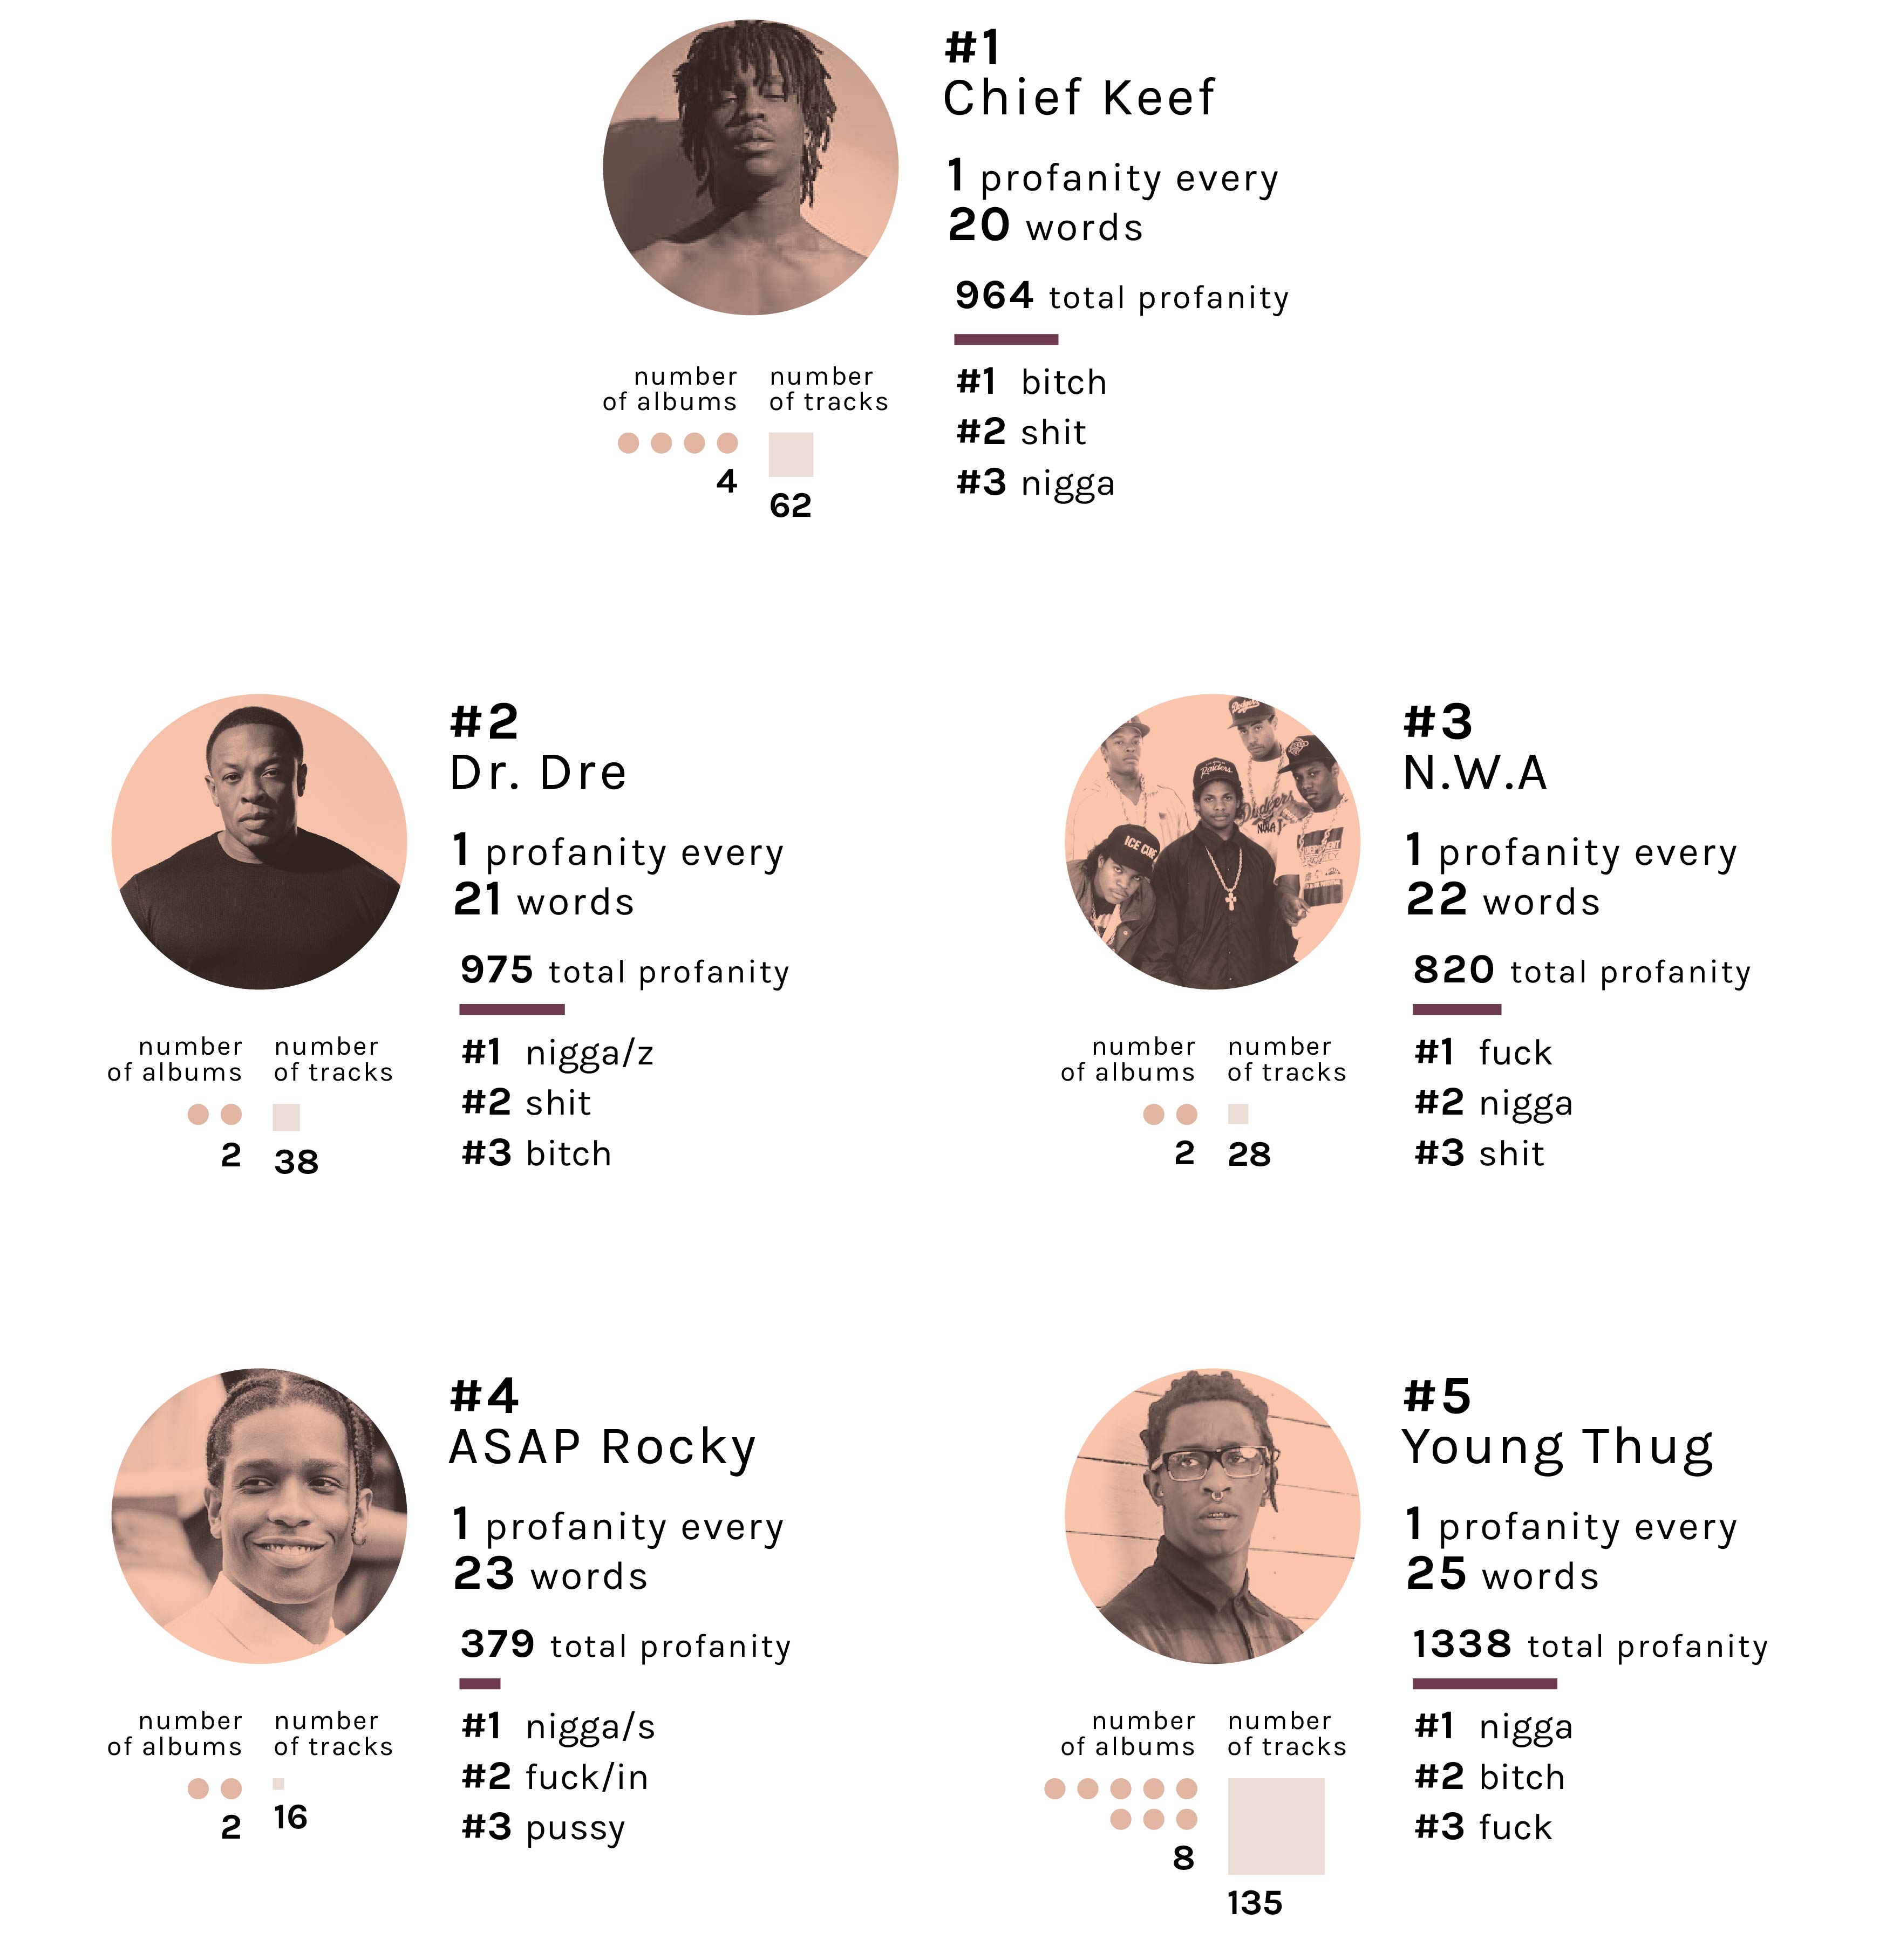 #1
Chief Keef
1 profanity every
20 words
964 total profanity
#1 bitch
#2 shit
#3 nigga
number
of albums
4
number
of tracks
62
#2
Dr. Dre
1 profanity every
21 words
975 total profanity
#1 nigga/z
#2 shit
#3 bitch
number
of albums
2
number
of tracks
38
#3
N.W.A
1 profanity every
22 words
820 total profanity
#1 fuck
#2 nigga
#3 shit
number
of albums
2
number
of tracks
28
Dodgers
Raiders
Dodgers
NWA
ICE CUBE
#4
ASAP Rocky
1 profanity every
23 words
379 total profanity
#1 nigga/s
#2 fuck/in
#3 pussy
number
of albums
2
number
of tracks
16
#5
Young Thug
1 profanity every
25 words
1338 total profanity
#1 nigga
#2 bitch
#3 fuck
number
of albums
8
number
of tracks
135